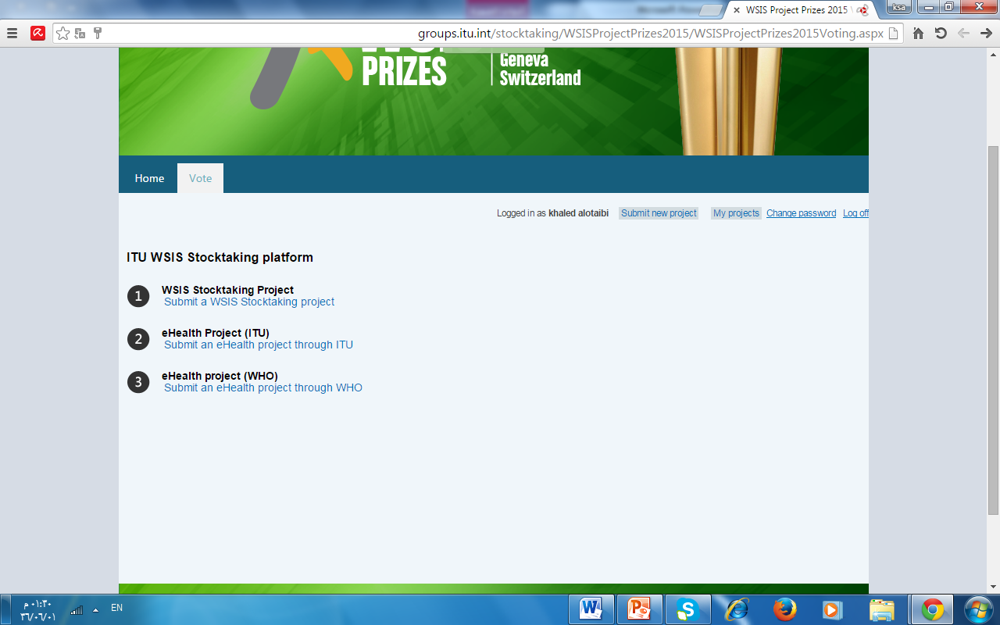 WSIS Project Prizes 2015
ksa
groups.itu.int/stocktaking/WSISProjectPrizes2015/WSISProjectPrizes2015Voting.aspx
PRIZES
Geneva
Switzerland
Home
Vote
Logged in as khaled alotaibi Submit new project My projects Change password Log off
ITU WSIS Stocktaking platform
1
WSIS Stocktaking Project
Submit a WSIS Stocktaking project
2
eHealth Project (ITU)
Submit an eHealth project through ITU
3
eHealth project (WHO)
Submit an eHealth project through WHO
٠١:٣٠ م
٣٦/٠٦/٠١
EN